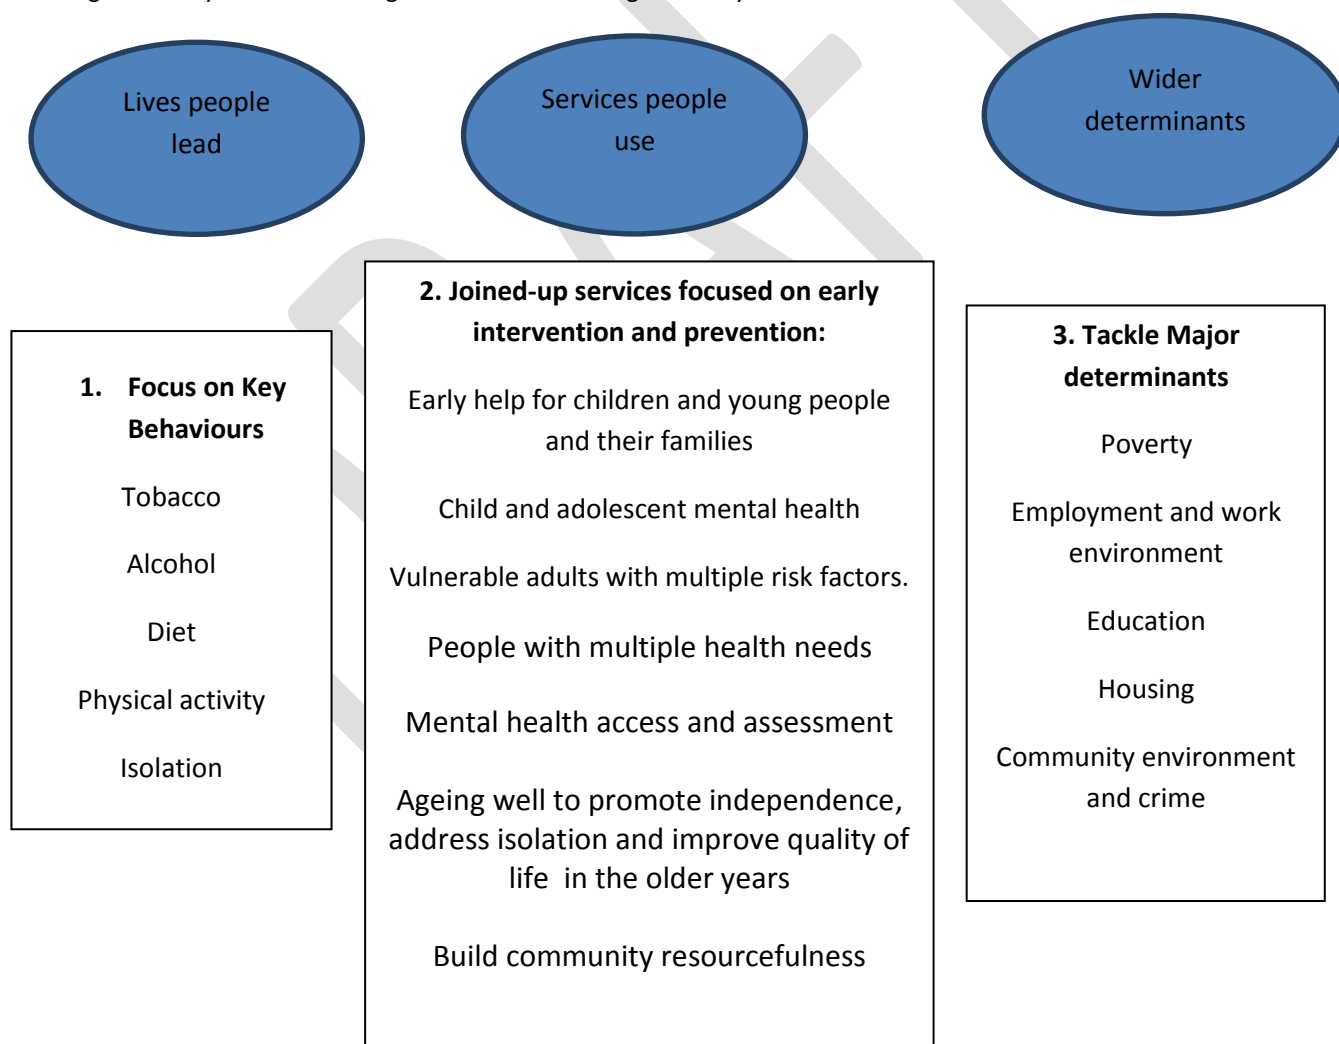 Lives people
lead
Services people
use
Wider
determinants
1. Focus on Key
Behaviours
Tobacco
Alcohol
Diet
Physical activity
Isolation
2. Joined-up services focused on early
intervention and prevention:
Early help for children and young people
and their families
Child and adolescent mental health
Vulnerable adults with multiple risk factors.
People with multiple health needs
Mental health access and assessment
Ageing well to promote independence,
address isolation and improve quality of
life in the older years
Build community resourcefulness
3. Tackle Major
determinants
Poverty
Employment and work
environment
Education
Housing
Community environment
and crime